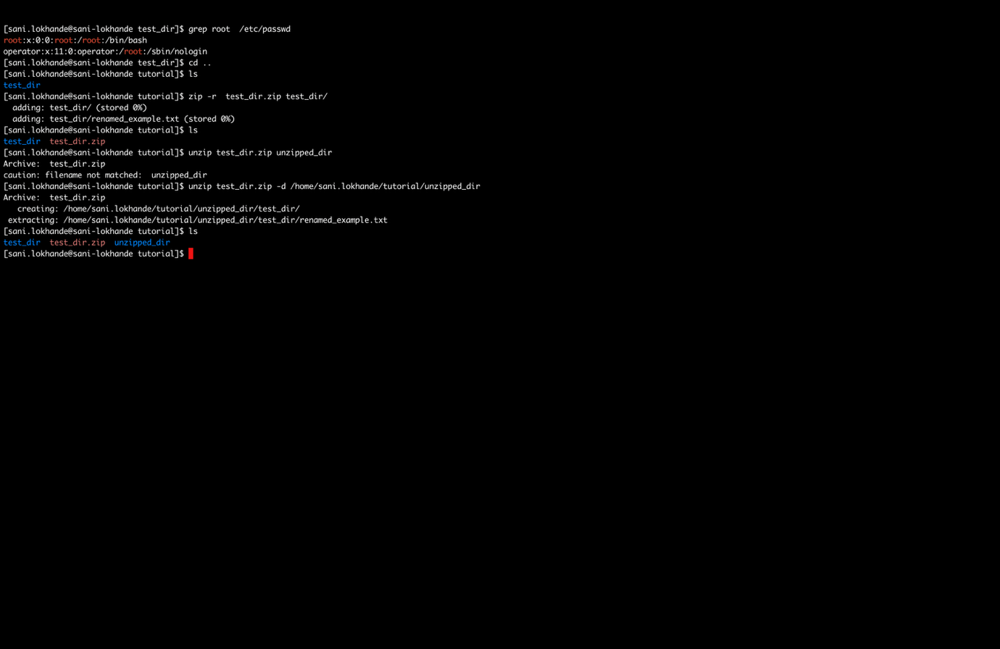 [sani.lokhande@sani-lokhande test_dir]$ grep root  /etc/passwd
root:x:0:0:root:/root:/bin/bash
operator:x:11:0:operator:/root:/sbin/nologin
[sani.lokhande@sani-lokhande test_dir]$ cd ..
[sani.lokhande@sani-lokhande tutorial]$ ls
test_dir
[sani.lokhande@sani-lokhande tutorial]$ zip -r  test_dir.zip test_dir/
  adding: test_dir/ (stored 0%)
  adding: test_dir/renamed_example.txt (stored 0%)
[sani.lokhande@sani-lokhande tutorial]$ ls
test_dir  test_dir.zip
[sani.lokhande@sani-lokhande tutorial]$ unzip test_dir.zip unzipped_dir
Archive:  test_dir.zip
caution: filename not matched:  unzipped_dir
[sani.lokhande@sani-lokhande tutorial]$ unzip test_dir.zip -d /home/sani.lokhande/tutorial/unzipped_dir
Archive:  test_dir.zip
   creating: /home/sani.lokhande/tutorial/unzipped_dir/test_dir/
 extracting: /home/sani.lokhande/tutorial/unzipped_dir/test_dir/renamed_example.txt
[sani.lokhande@sani-lokhande tutorial]$ ls
test_dir  test_dir.zip  unzipped_dir
[sani.lokhande@sani-lokhande tutorial]$